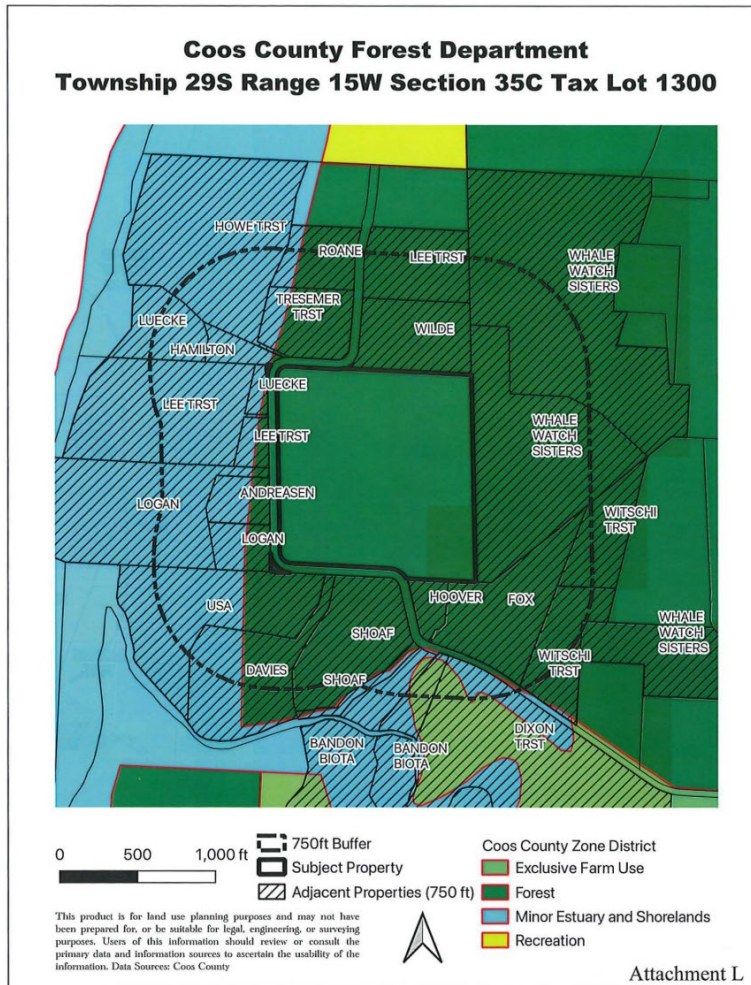 Coos County Forest Department
Township 29S Range 15W Section 35C Tax Lot 1300
HOWE TRST
ROANE
LEE TRST
WHALE
WATCH
SISTERS
TRESEMER
TRST
LUECKE
WILDE
HAMILTON
LUECKE
LEE TRST
LEE TRST
WHALE
WATCH
SISTERS
ANDREASEN
LOGAN
WITSCHI
TRST
LOGAN
HOOVER
FOX
USA
SHOAF
WHALE
WATCH
SISTERS
DAVIES
SHOAF
WITSCHI
TRST
DIXON
TRST
BANDON
BIOTA
BANDON
BIOTA
0 500 1,000 ft
750ft Buffer
Subject Property
Adjacent Properties (750 ft)
Coos County Zone District
Exclusive Farm Use
Forest
Minor Estuary and Shorelands
Recreation
This product is for land use planning purposes and may not have
been prepared for, or be suitable for legal, engineering, or surveying
purposes. Users of this information should review or consult the
primary data and information sources to ascertain the usability of the
information. Data Sources: Coos County
Attachment L